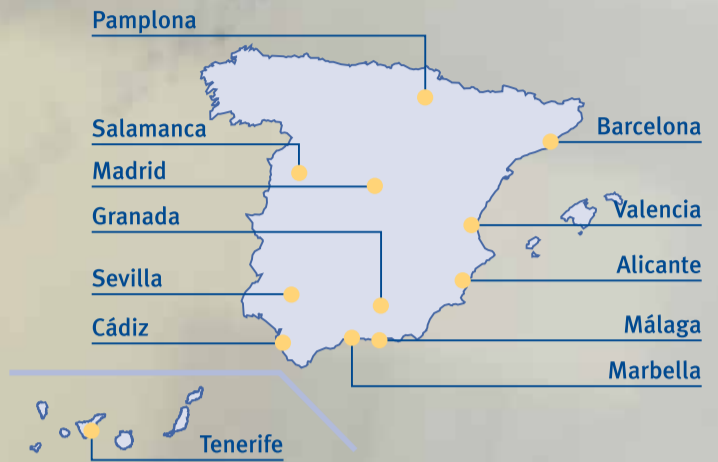 Pamplona
Salamanca
Madrid
Granada
Sevilla
Cádiz
Barcelona
Valencia
Alicante
Málaga
Marbella
Tenerife